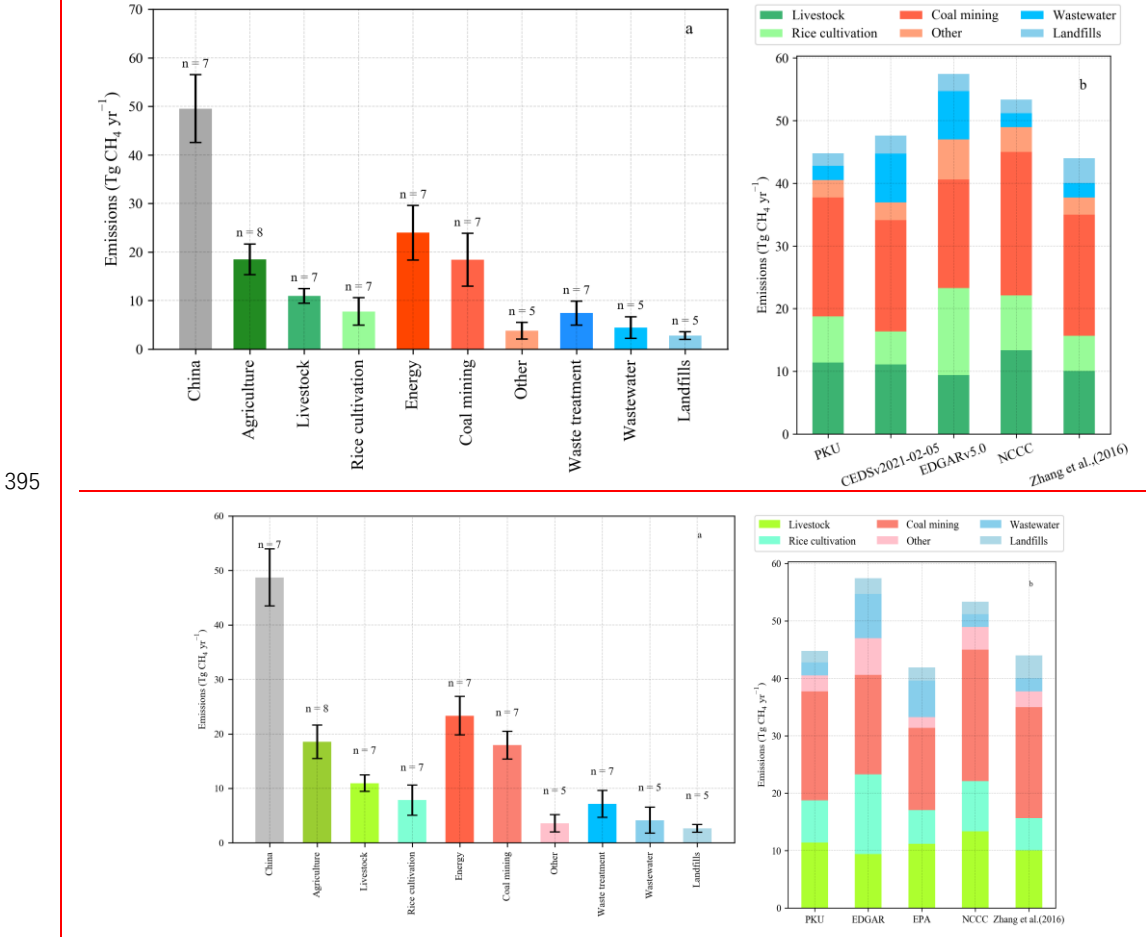 70
60
50
40
30
20
10
0
Emissions (Tg CH4 yr−1)
a
n = 7
n = 8
n = 7
n = 7
n = 7
n = 7
n = 5
n = 7
n = 5
n = 5
China
Agriculture
Livestock
Rice cultivation
Energy
Coal mining
Other
Waste treatment
Wastewater
Landfills
Livestock Coal mining Wastewater
Rice cultivation Other Landfills
60
50
40
30
20
10
0
Emissions (Tg CH4 yr−1)
b
PKU
CEDSv2021-02-05
EDGARv5.0
NCCC
Zhang et al.,(2016)
395
60
50
40
30
20
10
0
Emissions (Tg CH4 yr−1)
a
n = 7
n = 8
n = 7
n = 7
n = 7
n = 7
n = 5
n = 7
n = 5
n = 5
China
Agriculture
Livestock
Rice cultivation
Energy
Coal mining
Other
Waste treatment
Wastewater
Landfills
Livestock Coal mining Wastewater
Rice cultivation Other Landfills
60
50
40
30
20
10
0
Emissions (Tg CH4 yr−1)
b
PKU EDGAR EPA NCCC Zhang et al.(2016)